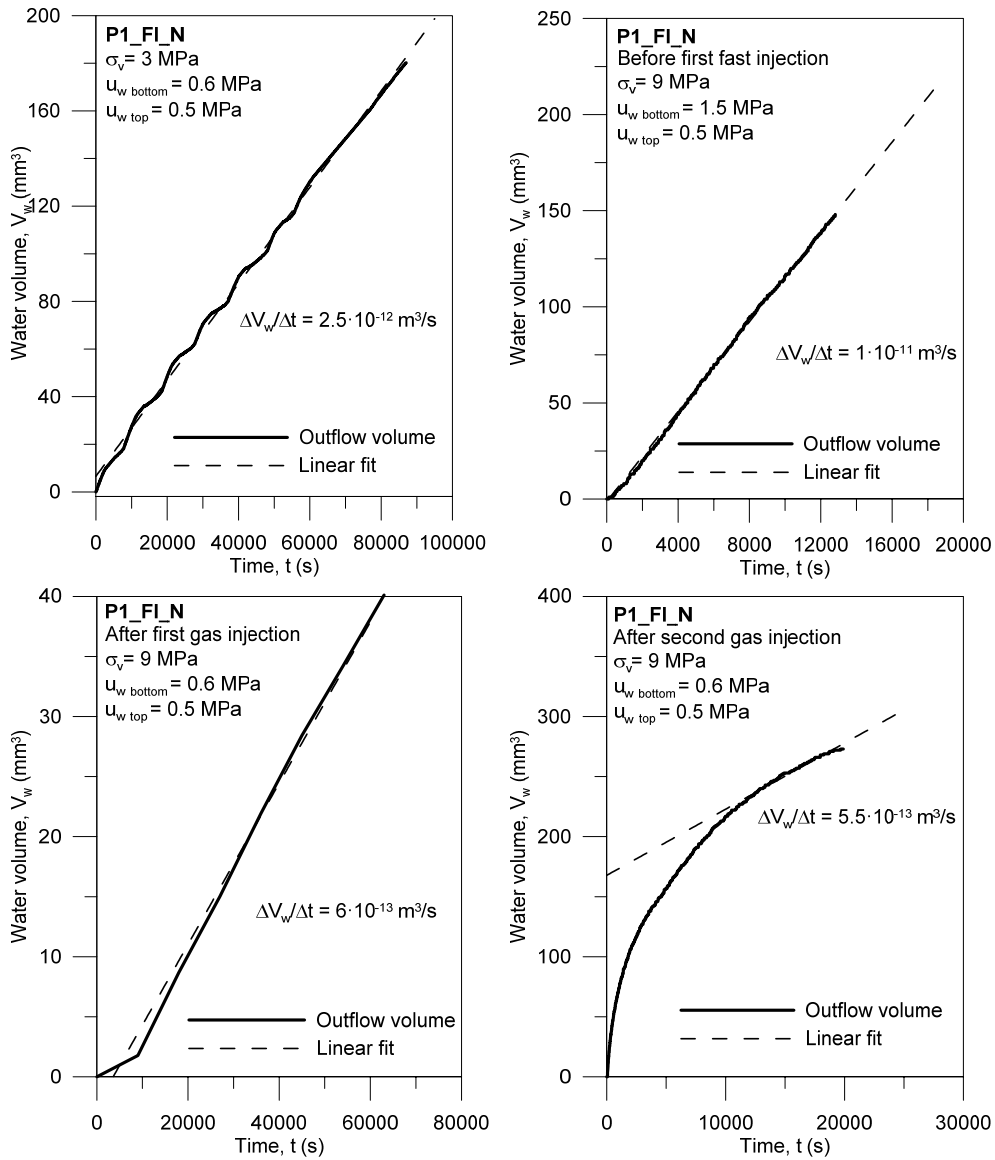 P1_FI_N
σv= 3 MPa
uw bottom = 0.6 MPa
uw top = 0.5 MPa
200
160
120
80
40
0
Water volume, Vw (mm³)
ΔVw/Δt = 2.5·10⁻¹² m³/s
Outflow volume
Linear fit
0 20000 40000 60000 80000 100000
Time, t (s)
P1_FI_N
Before first fast injection
σv= 9 MPa
uw bottom = 1.5 MPa
uw top = 0.5 MPa
250
200
150
100
50
0
Water volume, Vw (mm³)
ΔVw/Δt = 1·10⁻¹¹ m³/s
Outflow volume
Linear fit
0 4000 8000 12000 16000 20000
Time, t (s)
P1_FI_N
After first gas injection
σv= 9 MPa
uw bottom = 0.6 MPa
uw top = 0.5 MPa
40
30
20
10
0
Water volume, Vw (mm³)
ΔVw/Δt = 6·10⁻¹³ m³/s
Outflow volume
Linear fit
0 20000 40000 60000 80000
Time, t (s)
P1_FI_N
After second gas injection
σv= 9 MPa
uw bottom = 0.6 MPa
uw top = 0.5 MPa
400
300
200
100
0
Water volume, Vw (mm³)
ΔVw/Δt = 5.5·10⁻¹³ m³/s
Outflow volume
Linear fit
0 10000 20000 30000
Time, t (s)